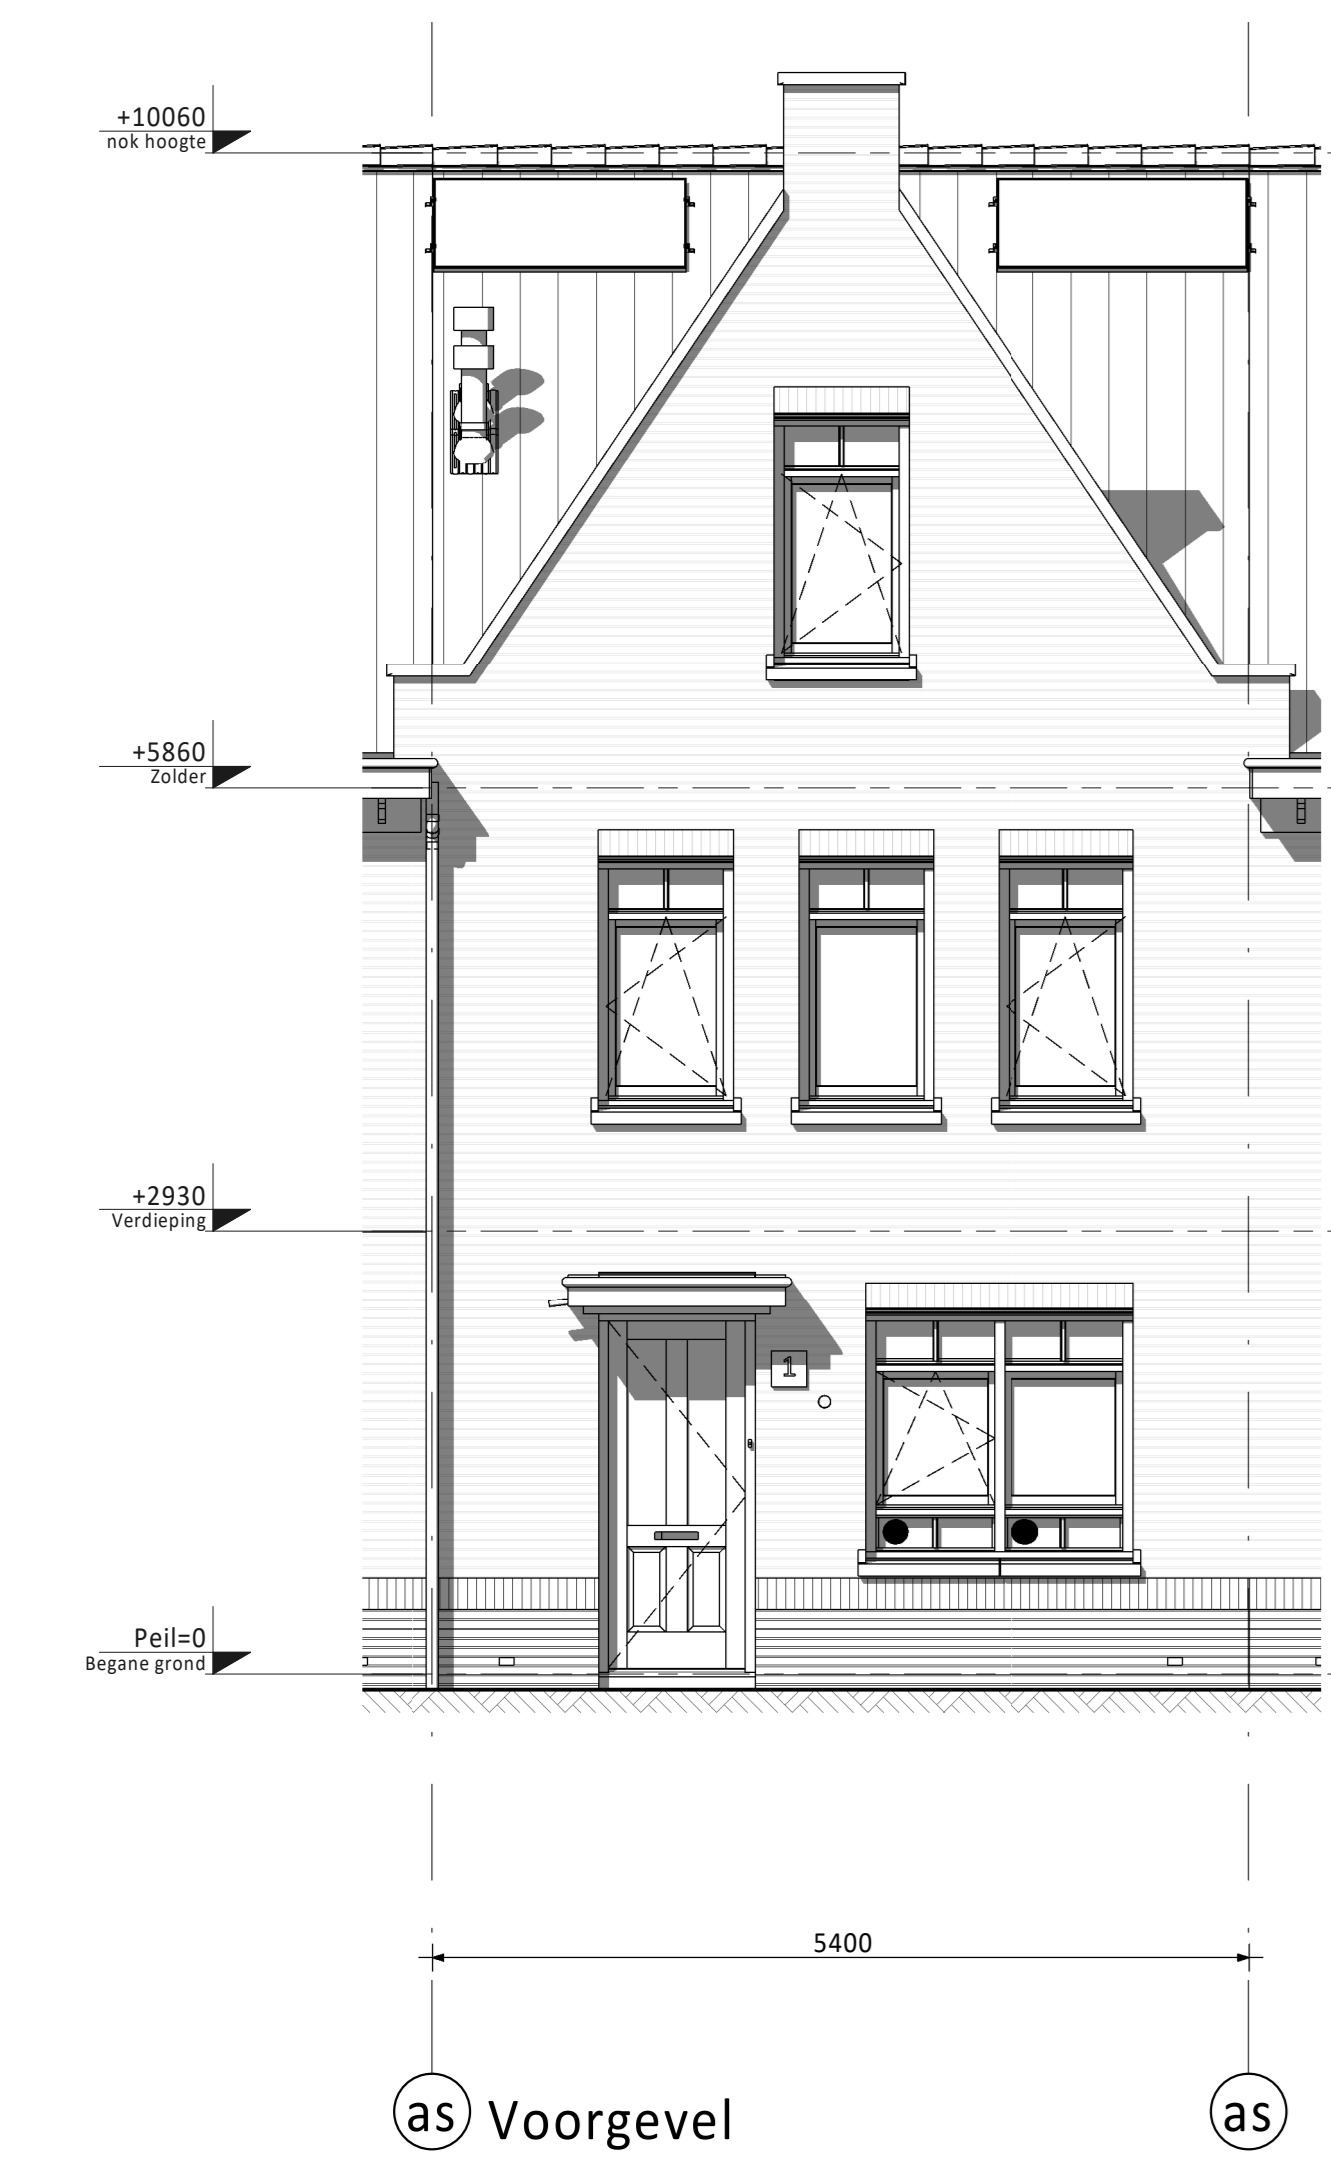 +10060
nok hoogte
+5860
Zolder
+2930
Verdieping
1
Peil=0
Begane grond
5400
as Voorgevel as